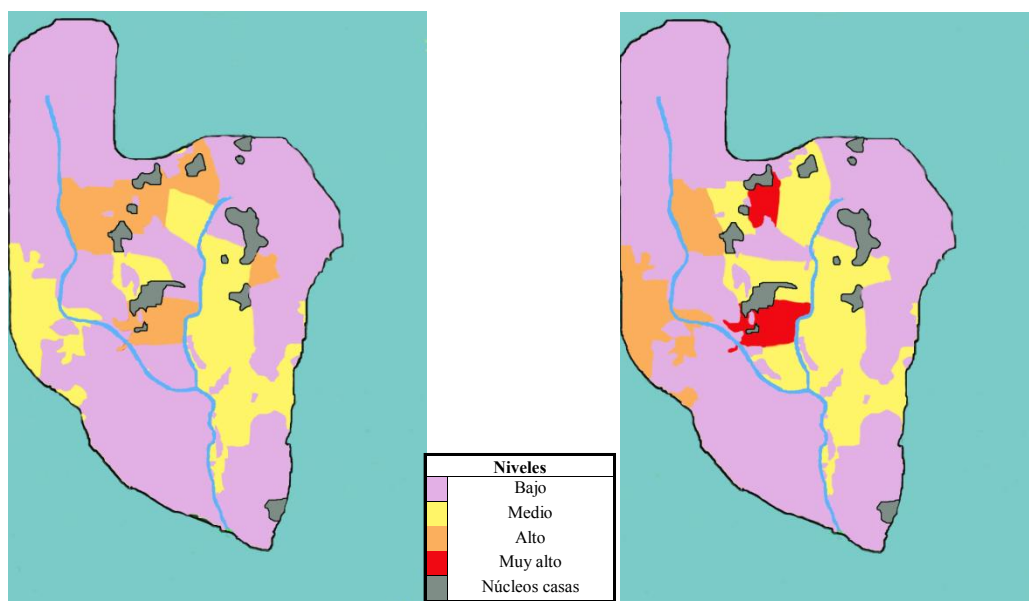 Niveles
Bajo
Medio
Alto
Muy alto
Núcleos casas